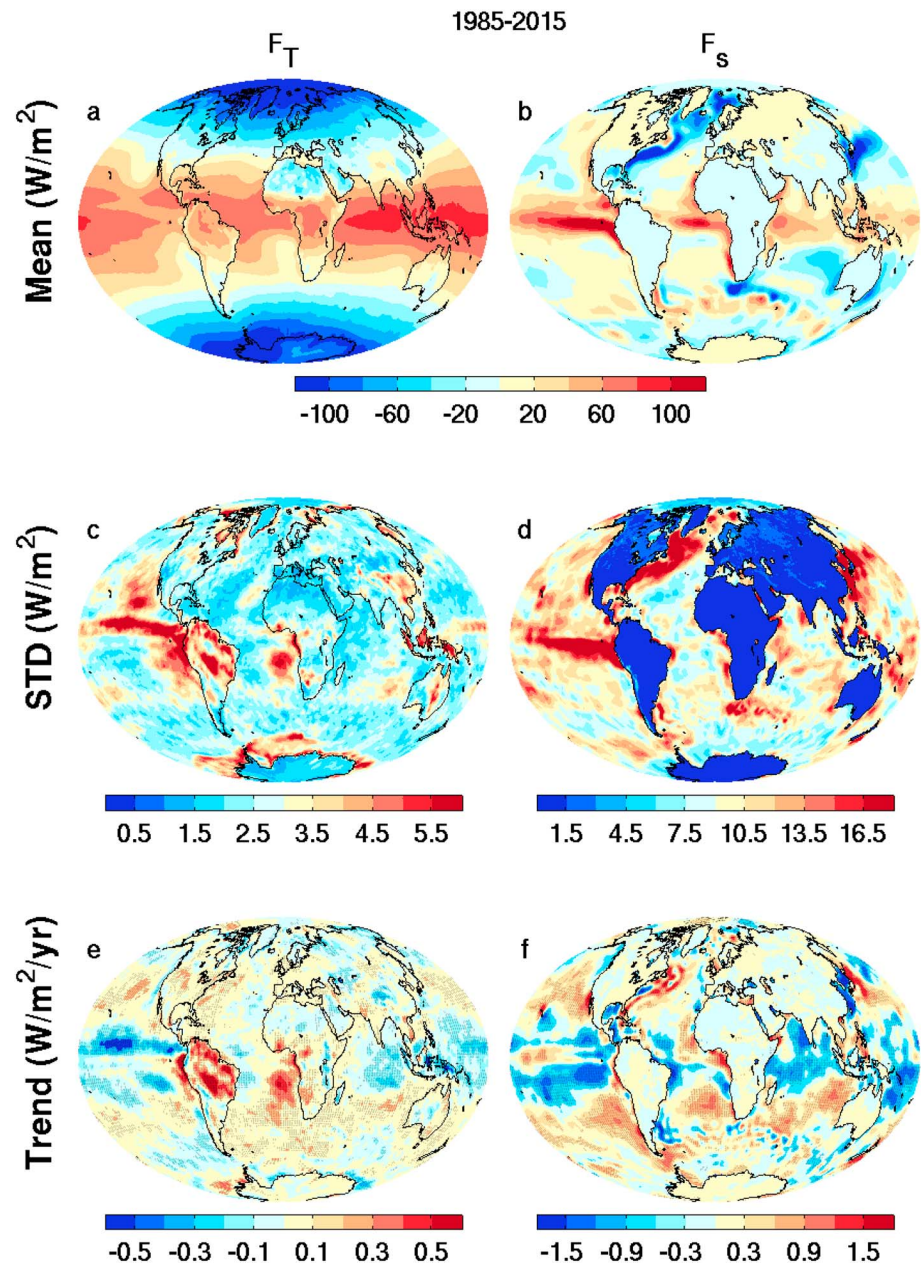 1985-2015
F_T F_s
Mean (W/m²)
a b
-100 -60 -20 20 60 100
STD (W/m²)
c d
0.5 1.5 2.5 3.5 4.5 5.5 1.5 4.5 7.5 10.5 13.5 16.5
Trend (W/m²/yr)
e f
-0.5 -0.3 -0.1 0.1 0.3 0.5 -1.5 -0.9 -0.3 0.3 0.9 1.5